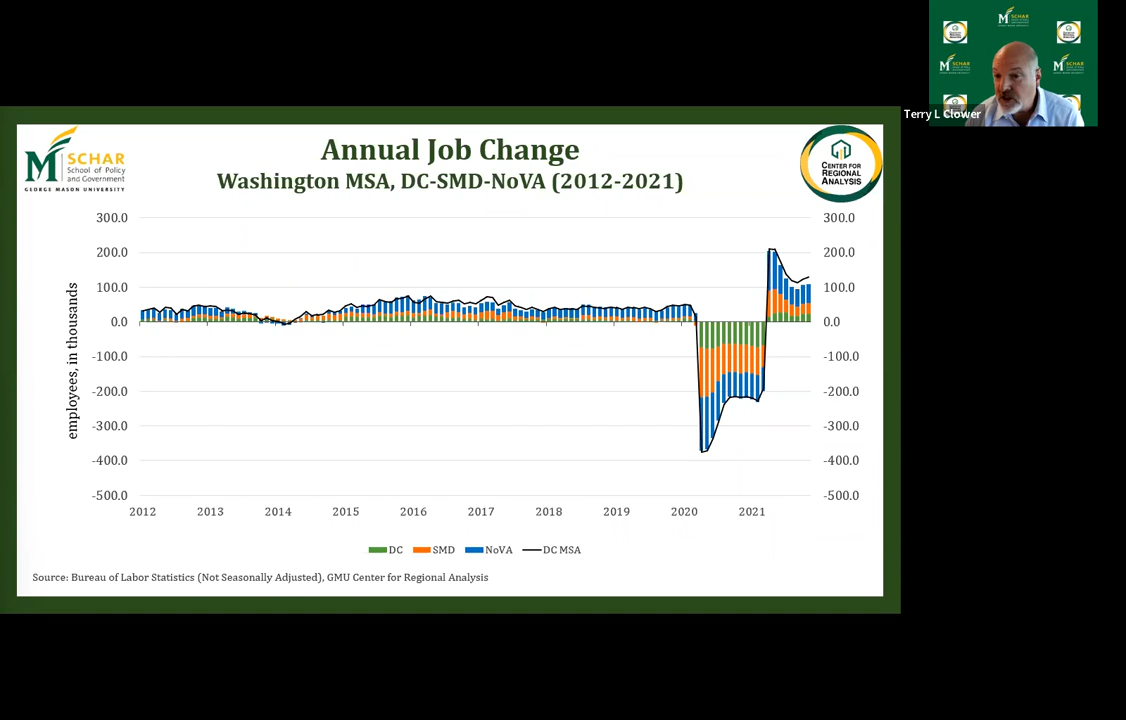 M SCHAR
Terry L Clower
M SCHAR
School of Policy
and Government
GEORGE MASON UNIVERSITY
Annual Job Change
Washington MSA, DC-SMD-NoVA (2012-2021)
CENTER FOR
REGIONAL
ANALYSIS
employees, in thousands
300.0 300.0
200.0 200.0
100.0 100.0
0.0 0.0
-100.0 -100.0
-200.0 -200.0
-300.0 -300.0
-400.0 -400.0
-500.0 -500.0
2012 2013 2014 2015 2016 2017 2018 2019 2020 2021
DC SMD NoVA DC MSA
Source: Bureau of Labor Statistics (Not Seasonally Adjusted), GMU Center for Regional Analysis